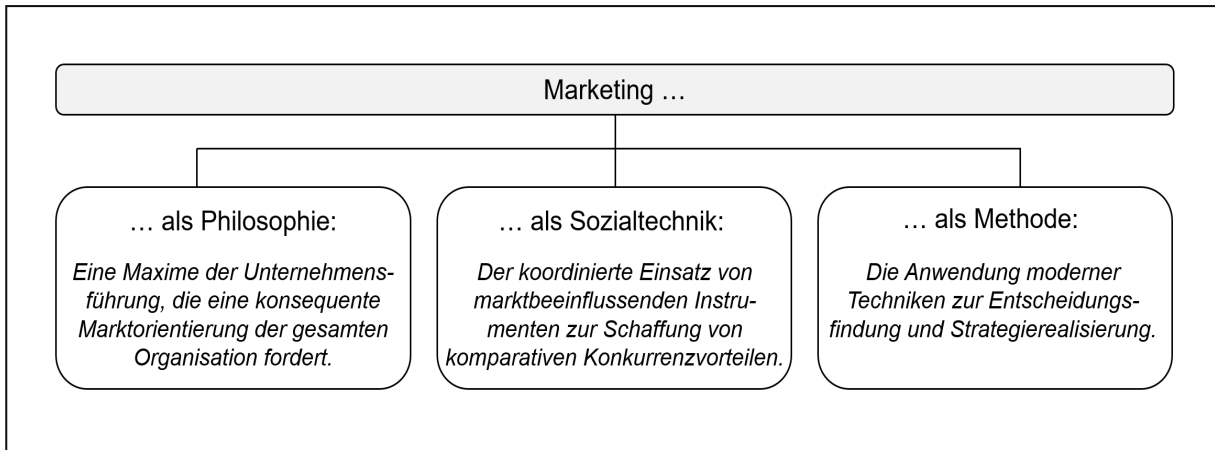 Marketing …
… als Philosophie:
Eine Maxime der Unternehmens-
führung, die eine konsequente
Marktorientierung der gesamten
Organisation fordert.
… als Sozialtechnik:
Der koordinierte Einsatz von
marktbeeinflussenden Instru-
menten zur Schaffung von
komparativen Konkurrenzvorteilen.
… als Methode:
Die Anwendung moderner
Techniken zur Entscheidungs-
findung und Strategierealisierung.